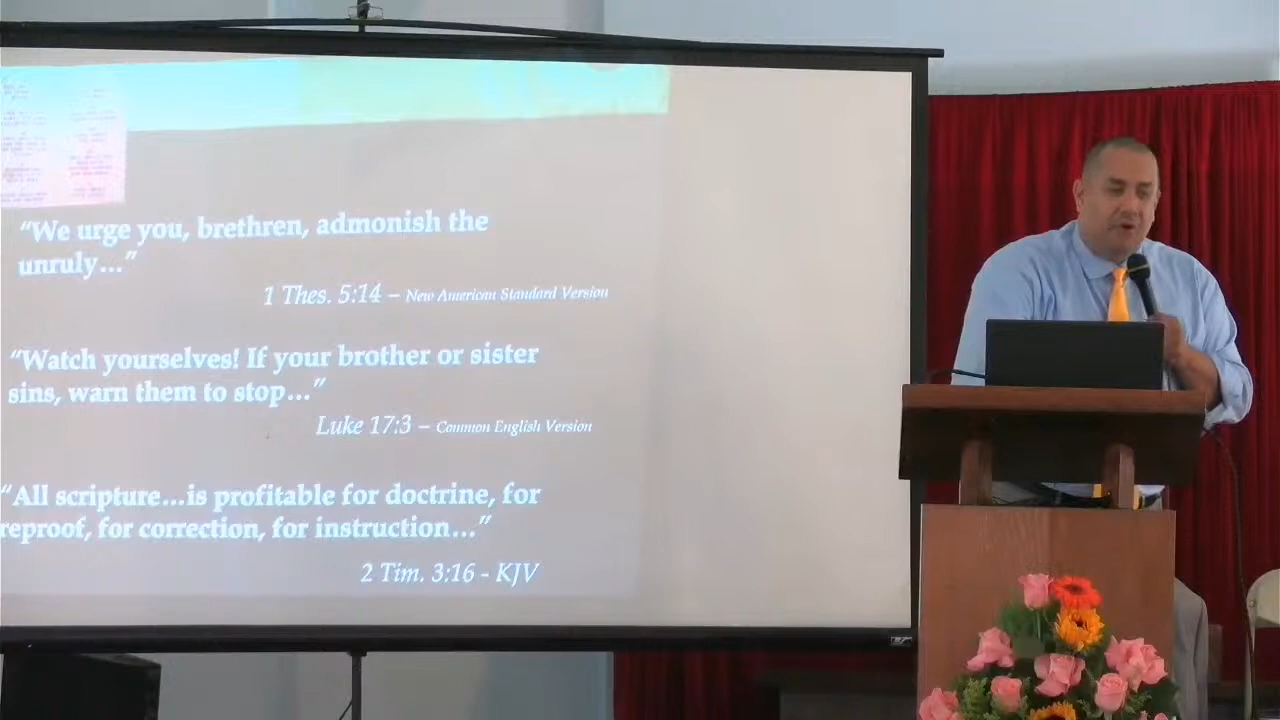 “We urge you, brethren, admonish the
unruly...”
1 Thes. 5:14 – New American Standard Version
“Watch yourselves! If your brother or sister
sins, warn them to stop...”
Luke 17:3 – Common English Version
“All scripture...is profitable for doctrine, for
reproof, for correction, for instruction...”
2 Tim. 3:16 - KJV